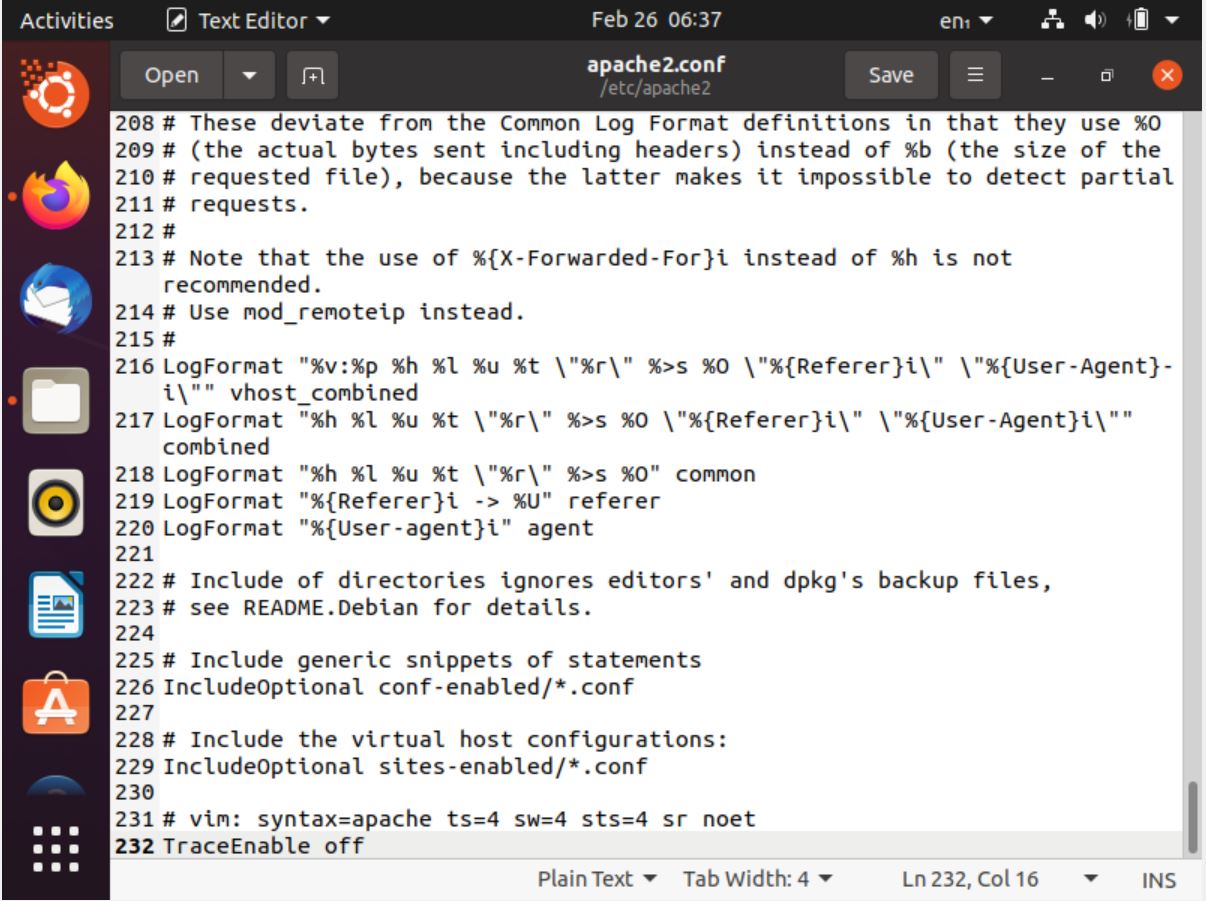 Activities Text Editor Feb 26 06:37 en₁
Open apache2.conf Save
/etc/apache2
208 # These deviate from the Common Log Format definitions in that they use %O
209 # (the actual bytes sent including headers) instead of %b (the size of the
210 # requested file), because the latter makes it impossible to detect partial
211 # requests.
212 #
213 # Note that the use of %{X-Forwarded-For}i instead of %h is not
recommended.
214 # Use mod_remoteip instead.
215 #
216 LogFormat "%v:%p %h %l %u %t \"%r\" %>s %O \"%{Referer}i\" \"%{User-Agent}-
i\"" vhost_combined
217 LogFormat "%h %l %u %t \"%r\" %>s %O \"%{Referer}i\" \"%{User-Agent}i\""
combined
218 LogFormat "%h %l %u %t \"%r\" %>s %O" common
219 LogFormat "%{Referer}i -> %U" referer
220 LogFormat "%{User-agent}i" agent
221
222 # Include of directories ignores editors' and dpkg's backup files,
223 # see README.Debian for details.
224
225 # Include generic snippets of statements
226 IncludeOptional conf-enabled/*.conf
227
228 # Include the virtual host configurations:
229 IncludeOptional sites-enabled/*.conf
230
231 # vim: syntax=apache ts=4 sw=4 sts=4 sr noet
232 TraceEnable off
Plain Text Tab Width: 4 Ln 232, Col 16 INS